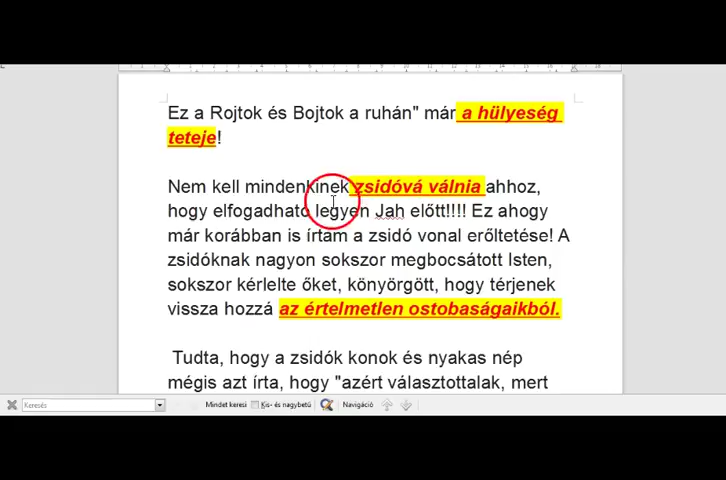 Ez a Rojtok és Bojtok a ruhán" már a hülyeség
teteje!
Nem kell mindenkinek zsidóvá válnia ahhoz,
hogy elfogadható legyen Jah előtt!!!! Ez ahogy
már korábban is írtam a zsidó vonal erőltetése! A
zsidóknak nagyon sokszor megbocsátott Isten,
sokszor kérlelte őket, könyörgött, hogy térjenek
vissza hozzá az értelmetlen ostobaságaikból.
Tudta, hogy a zsidók konok és nyakas nép
mégis azt írta, hogy "azért választottalak, mert
Keresés Mindet keresi Kis- és nagybetű Navigáció